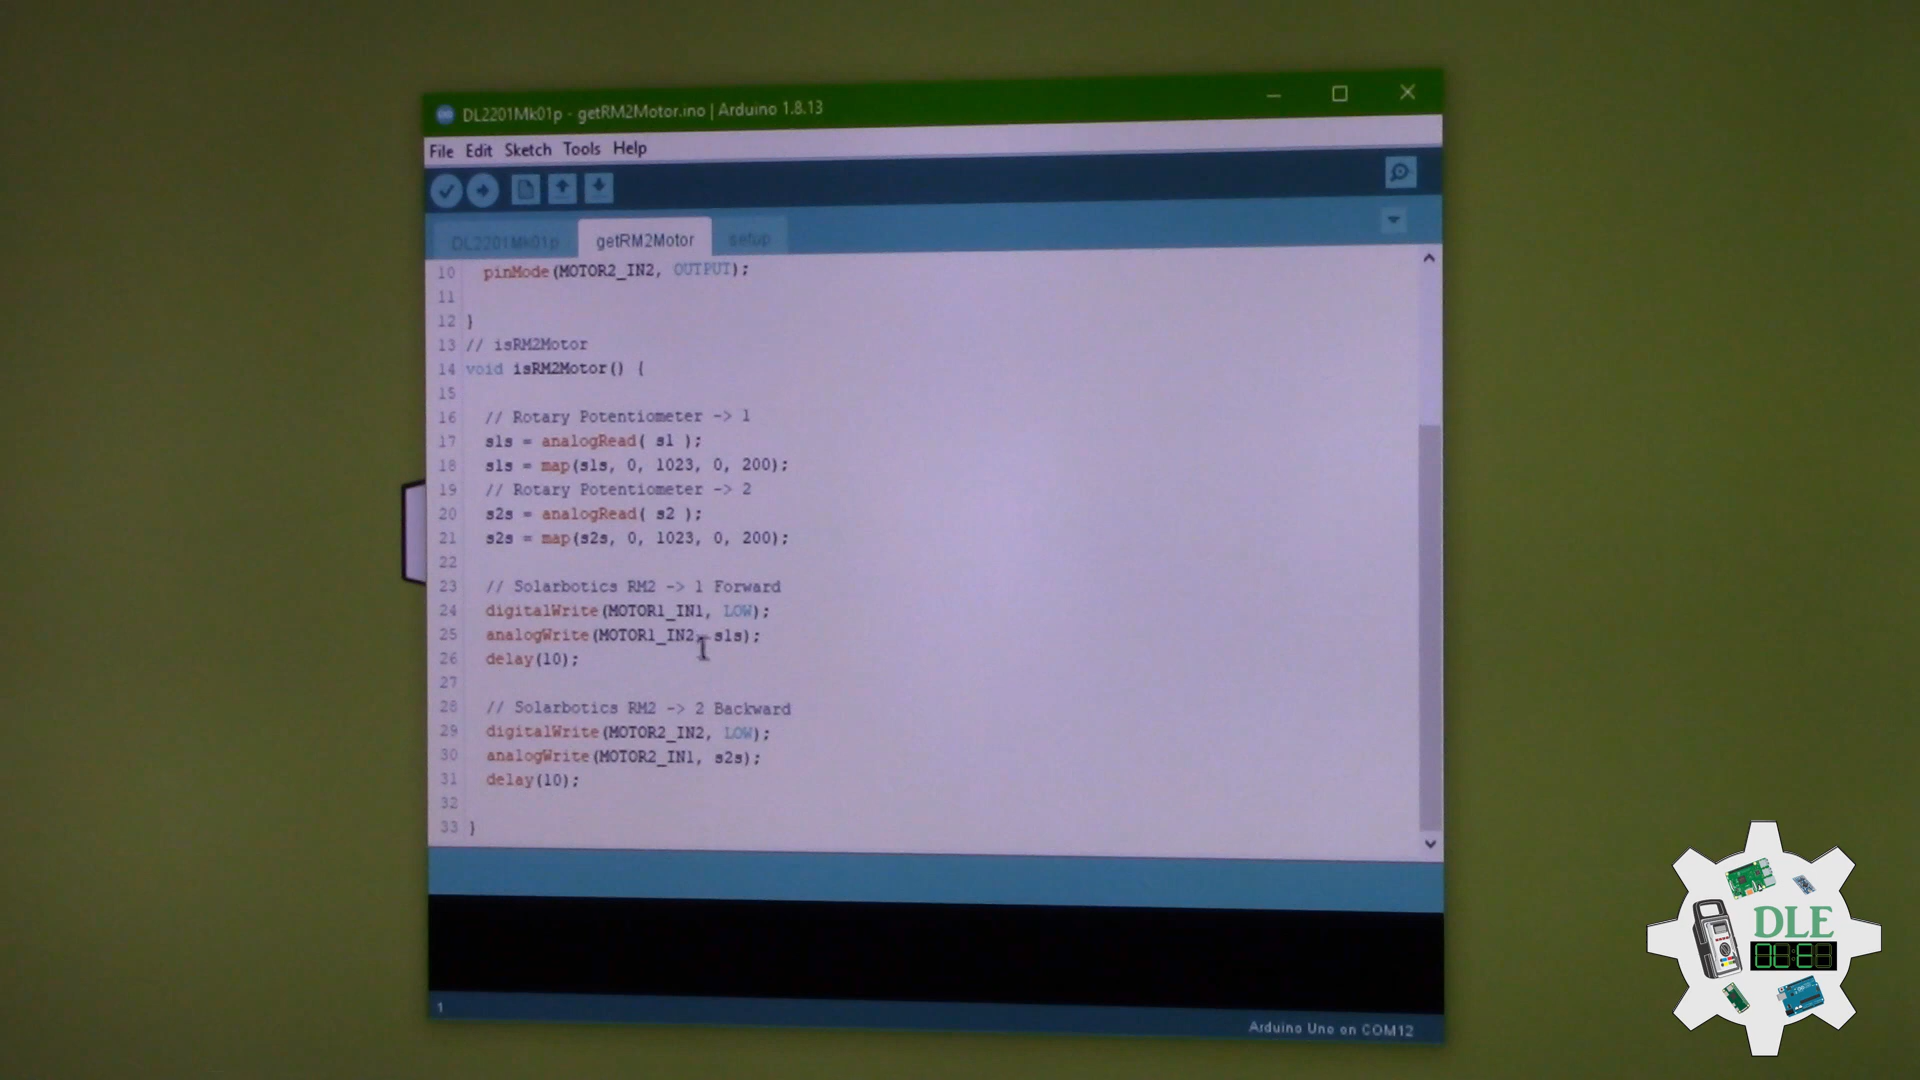 DL2201Mk01p - getRM2Motor.ino | Arduino 1.8.13
File Edit Sketch Tools Help
DL2201Mk01p getRM2Motor setup
10 pinMode(MOTOR2_IN2, OUTPUT);
11
12 }
13 // isRM2Motor
14 void isRM2Motor() {
15
16 // Rotary Potentiometer -> 1
17 s1s = analogRead( s1 );
18 s1s = map(s1s, 0, 1023, 0, 200);
19 // Rotary Potentiometer -> 2
20 s2s = analogRead( s2 );
21 s2s = map(s2s, 0, 1023, 0, 200);
22
23 // Solarbotics RM2 -> 1 Forward
24 digitalWrite(MOTOR1_IN1, LOW);
25 analogWrite(MOTOR1_IN2, s1s);
26 delay(10);
27
28 // Solarbotics RM2 -> 2 Backward
29 digitalWrite(MOTOR2_IN2, LOW);
30 analogWrite(MOTOR2_IN1, s2s);
31 delay(10);
32
33 }
1
Arduino Uno on COM12
DLE